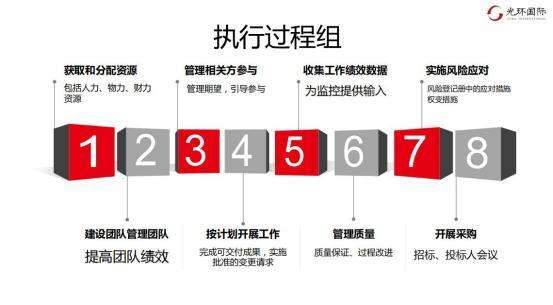 光环国际
执行过程组
获取和分配资源
包括人力、物力、财力
资源
管理相关方参与
管理期望，引导参与
收集工作绩效数据
为监控提供输入
实施风险应对
风险登记册中的应对措施
权变措施
1 2 3 4 5 6 7 8
建设团队管理团队
提高团队绩效
按计划开展工作
完成可交付成果，实施
批准的变更请求
管理质量
质量保证、过程改进
开展采购
招标、投标人会议